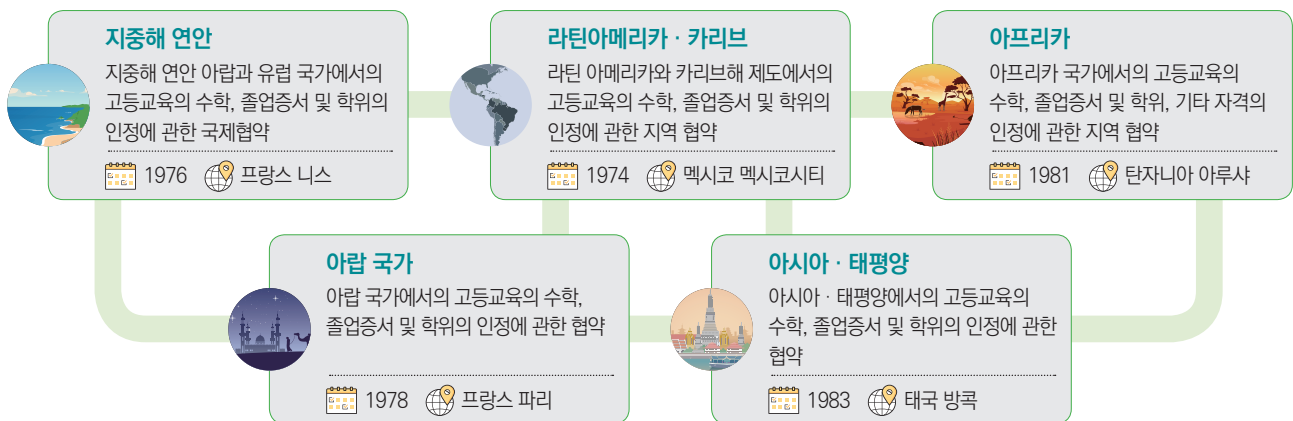 지중해 연안
지중해 연안 아랍과 유럽 국가에서의
고등교육의 수학, 졸업증서 및 학위의
인정에 관한 국제협약
1976 프랑스 니스
라틴아메리카 · 카리브
라틴 아메리카와 카리브해 제도에서의
고등교육의 수학, 졸업증서 및 학위의
인정에 관한 지역 협약
1974 멕시코 멕시코시티
아프리카
아프리카 국가에서의 고등교육의
수학, 졸업증서 및 학위, 기타 자격의
인정에 관한 지역 협약
1981 탄자니아 아루샤
아랍 국가
아랍 국가에서의 고등교육의 수학,
졸업증서 및 학위의 인정에 관한 협약
1978 프랑스 파리
아시아 · 태평양
아시아 · 태평양에서의 고등교육의
수학, 졸업증서 및 학위의 인정에 관한
협약
1983 태국 방콕